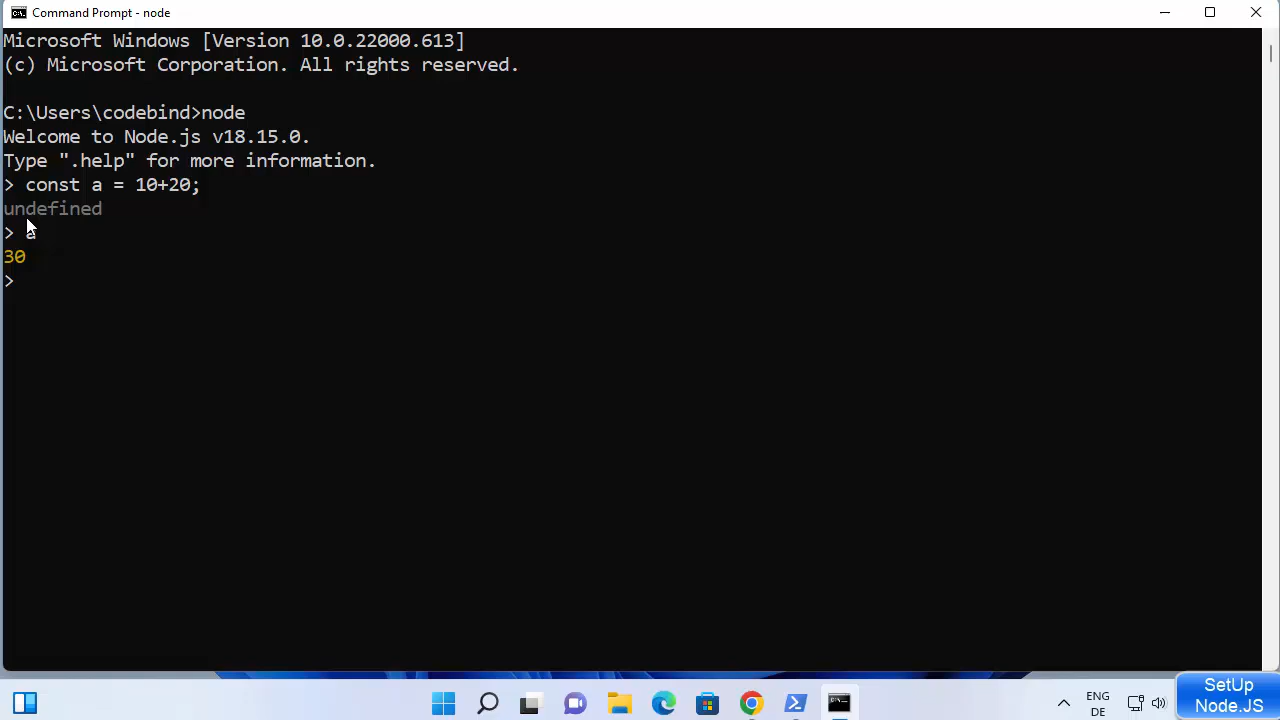 Command Prompt - node
Microsoft Windows [Version 10.0.22000.613]
(c) Microsoft Corporation. All rights reserved.
C:\Users\codebind>node
Welcome to Node.js v18.15.0.
Type ".help" for more information.
> const a = 10+20;
undefined
> a
30
>
ENG
DE
SetUp
Node.JS